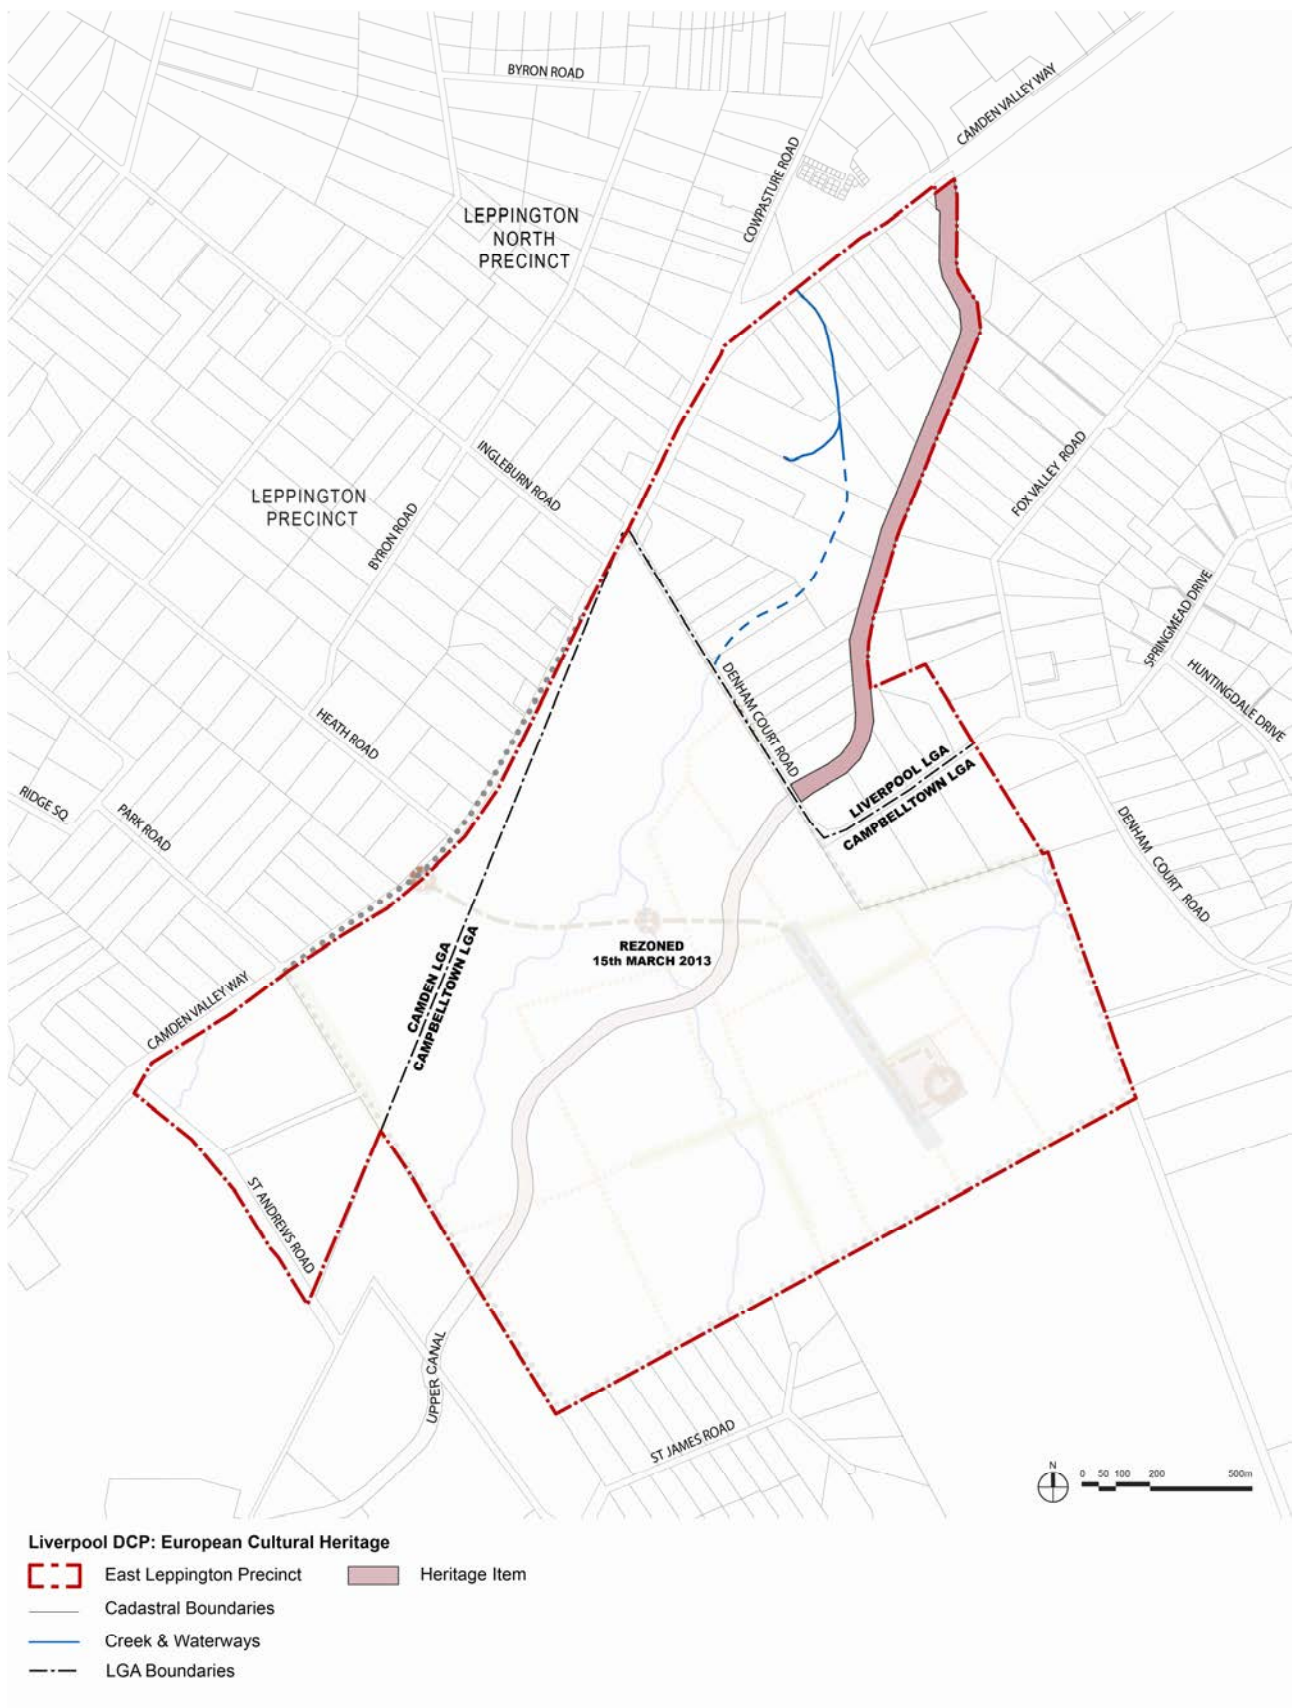 BYRON ROAD
CAMDEN VALLEY WAY
COWPASTURE ROAD
LEPPINGTON
NORTH
PRECINCT
INGLEBURN ROAD
FOX VALLEY ROAD
LEPPINGTON
PRECINCT
BYRON ROAD
SPRINGMEAD DRIVE
HUNTINGDALE DRIVE
DENHAM COURT ROAD
HEATH ROAD
LIVERPOOL LGA
CAMPBELLTOWN LGA
RIDGE SQ
PARK ROAD
DENHAM COURT ROAD
REZONED
15th MARCH 2013
CAMDEN LGA
CAMPBELLTOWN LGA
CAMDEN VALLEY WAY
ST ANDREWS ROAD
UPPER CANAL
ST JAMES ROAD
N
0 50 100 200 500m
Liverpool DCP: European Cultural Heritage
East Leppington Precinct
Heritage Item
Cadastral Boundaries
Creek & Waterways
LGA Boundaries